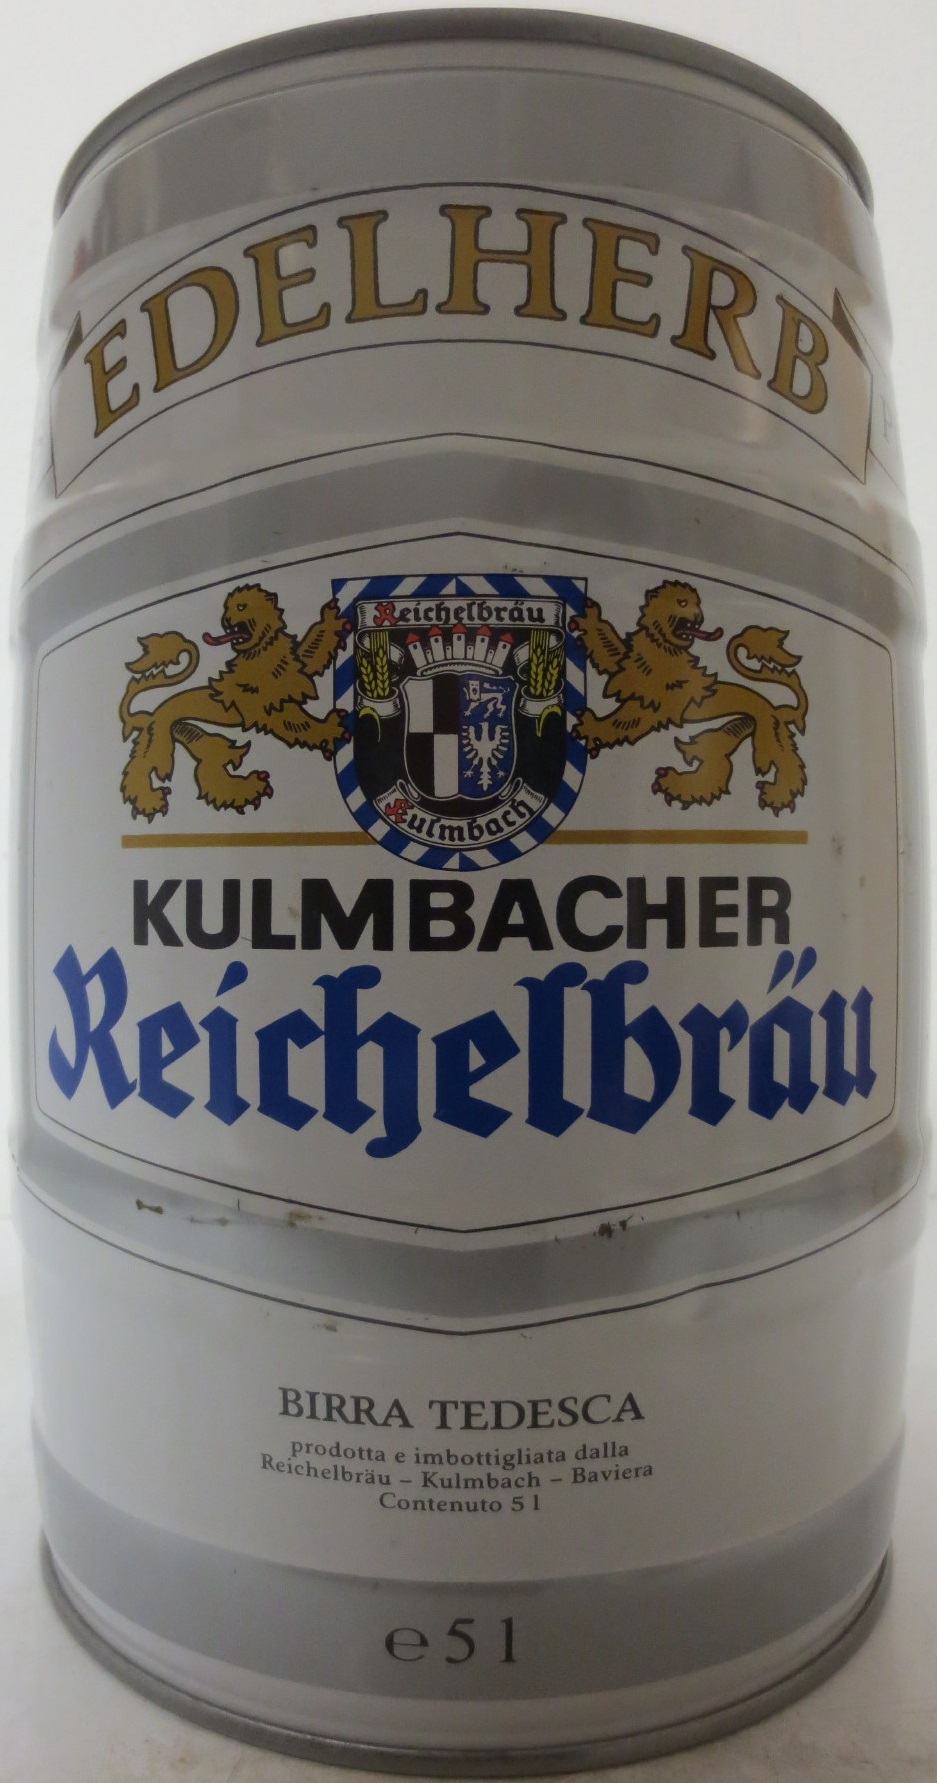 EDELHERB
Reichelbräu
Kulmbach
KULMBACHER
Reichelbräu
BIRRA TEDESCA
prodotta e imbottigliata dalla
Reichelbräu – Kulmbach – Baviera
Contenuto 5 l
e 5 l